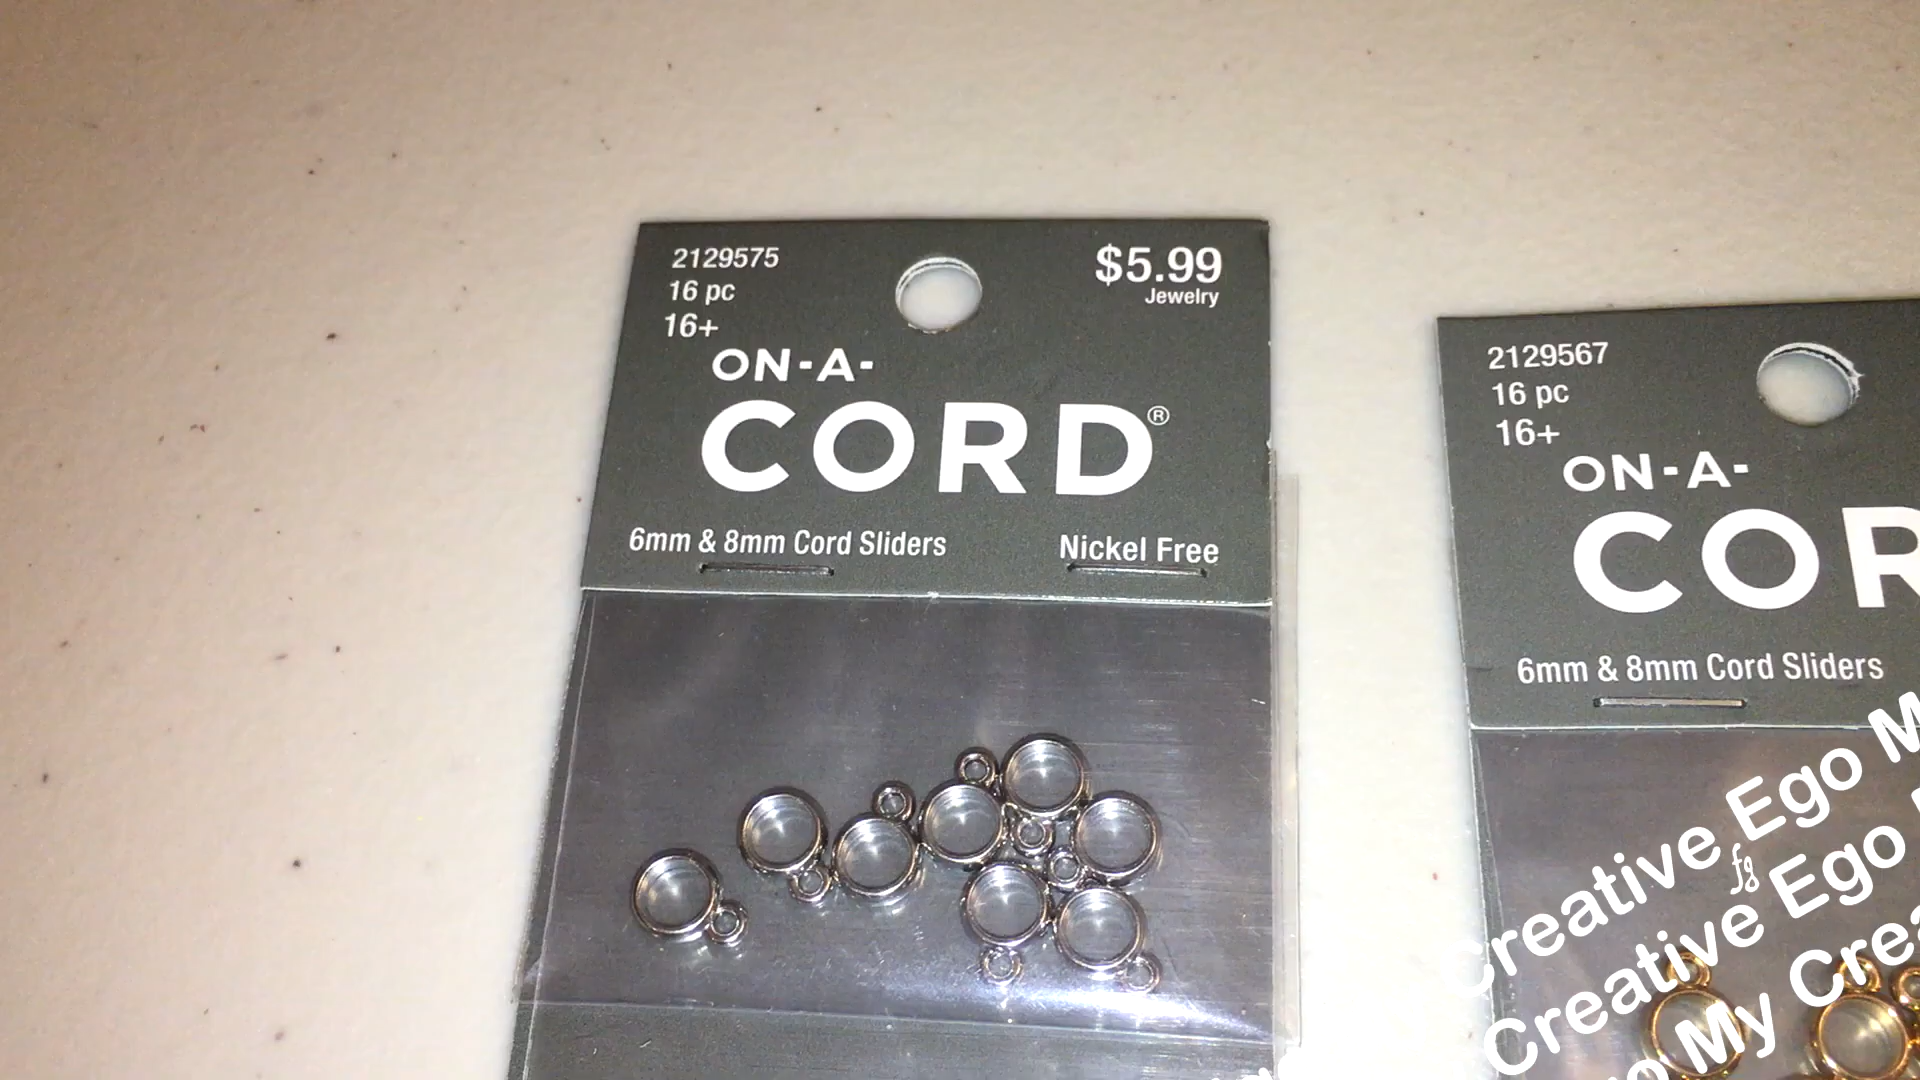 2129575
16 pc
16+
$5.99
Jewelry
ON-A-
CORD®
6mm & 8mm Cord Sliders
Nickel Free
2129567
16 pc
16+
ON-A-
COR
6mm & 8mm Cord Sliders
Creative Ego M
Creative Ego
My Crea